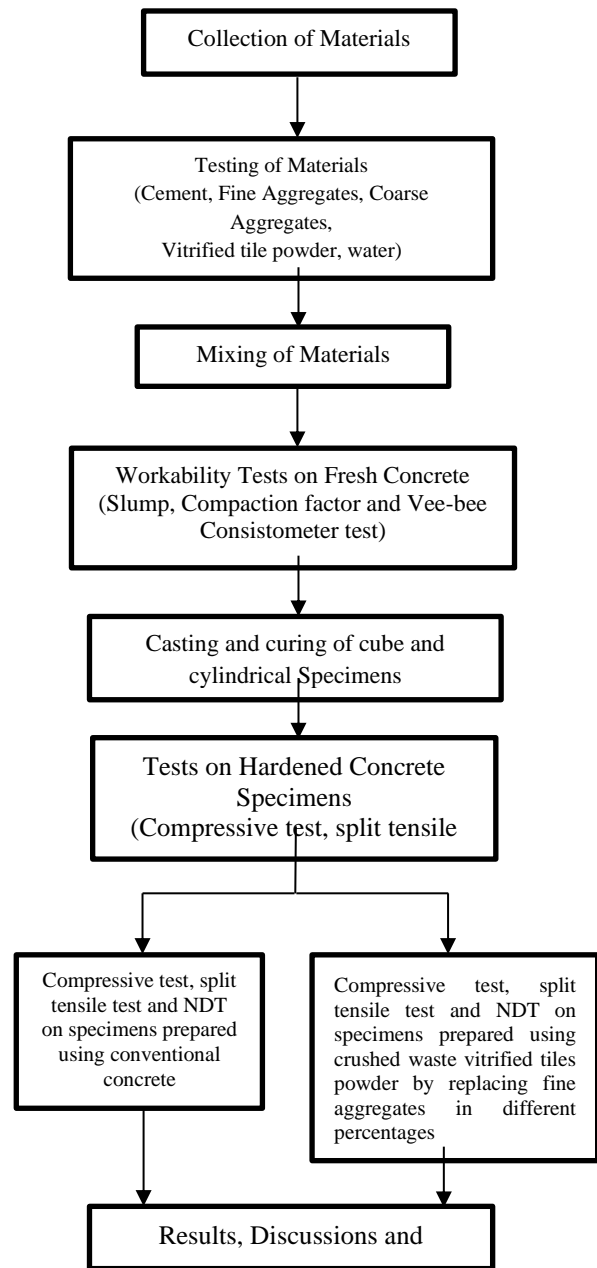 Collection of Materials
Testing of Materials
(Cement, Fine Aggregates, Coarse
Aggregates,
Vitrified tile powder, water)
Mixing of Materials
Workability Tests on Fresh Concrete
(Slump, Compaction factor and Vee-bee
Consistometer test)
Casting and curing of cube and
cylindrical Specimens
Tests on Hardened Concrete
Specimens
(Compressive test, split tensile
Compressive test, split
tensile test and NDT
on specimens prepared
using conventional
concrete
Compressive test, split
tensile test and NDT on
specimens prepared using
crushed waste vitrified tiles
powder by replacing fine
aggregates in different
percentages
Results, Discussions and